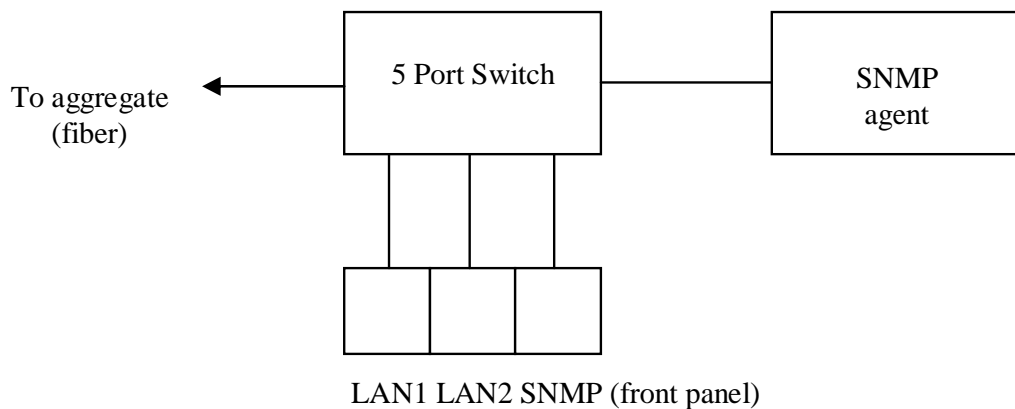 5 Port Switch
SNMP
agent
To aggregate
(fiber)
LAN1 LAN2 SNMP (front panel)